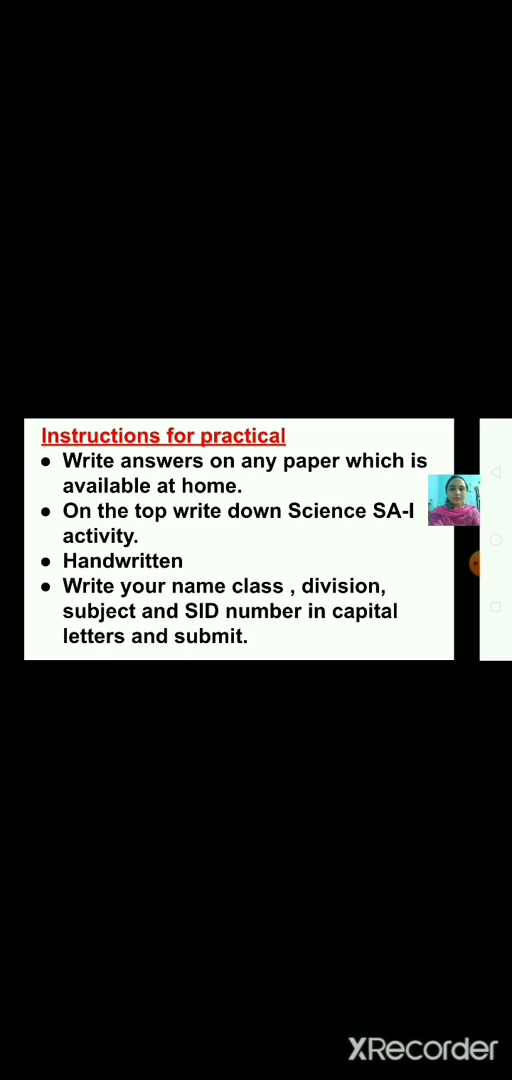 Instructions for practical
● Write answers on any paper which is
available at home.
● On the top write down Science SA-I
activity.
● Handwritten
● Write your name class , division,
subject and SID number in capital
letters and submit.
XRecorder